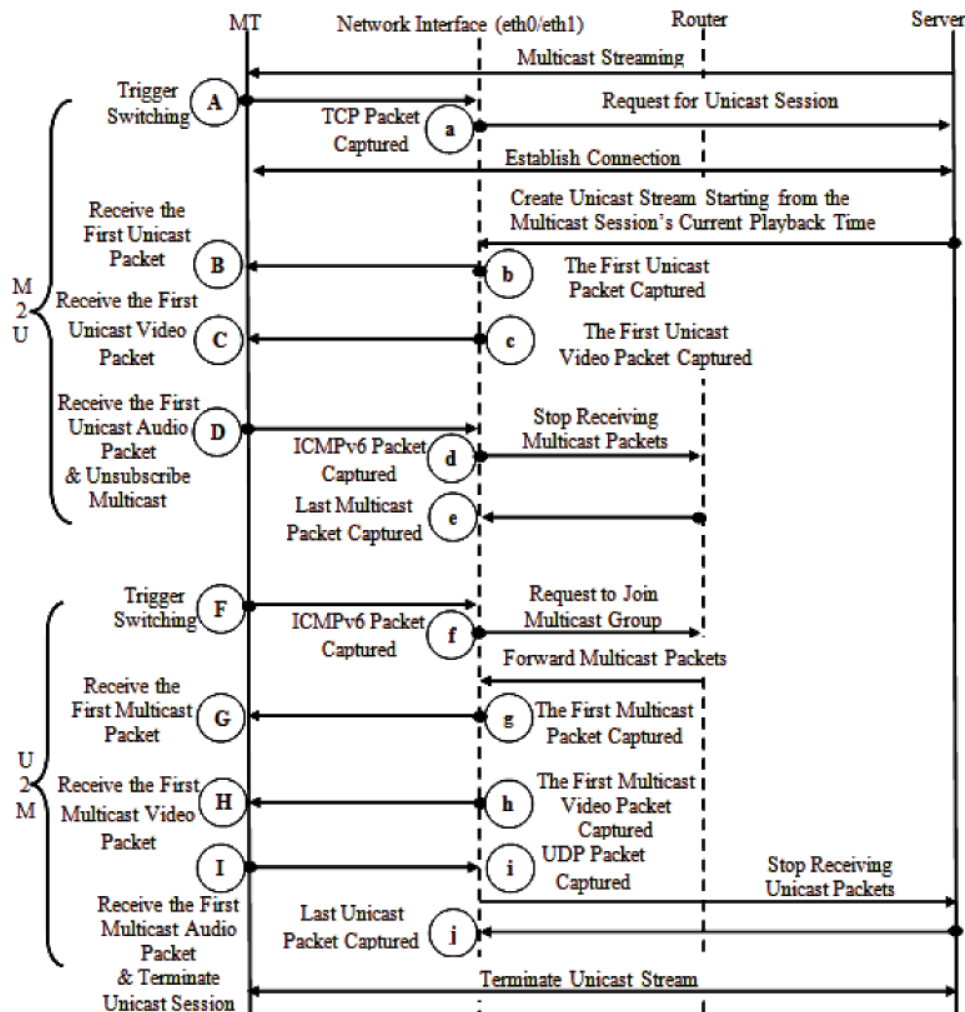 MT
Network Interface (eth0/eth1)
Router
Server
Multicast Streaming
Trigger
Switching
A
TCP Packet
Captured
a
Request for Unicast Session
Establish Connection
Receive the
First Unicast
Packet
B
Create Unicast Stream Starting from the
Multicast Session's Current Playback Time
b
The First Unicast
Packet Captured
M
2
U
Receive the First
Unicast Video
Packet
C
c
The First Unicast
Video Packet Captured
Receive the First
Unicast Audio
Packet
& Unsubscribe
Multicast
D
ICMPv6 Packet
Captured
d
Stop Receiving
Multicast Packets
Last Multicast
Packet Captured
e
Trigger
Switching
F
ICMPv6 Packet
Captured
f
Request to Join
Multicast Group
Forward Multicast Packets
Receive the
First Multicast
Packet
G
g
The First Multicast
Packet Captured
U
2
M
Receive the First
Multicast Video
Packet
H
h
The First Multicast
Video Packet
Captured
I
i
UDP Packet
Captured
Stop Receiving
Unicast Packets
Receive the First
Multicast Audio
Packet
& Terminate
Unicast Session
Last Unicast
Packet Captured
j
Terminate Unicast Stream